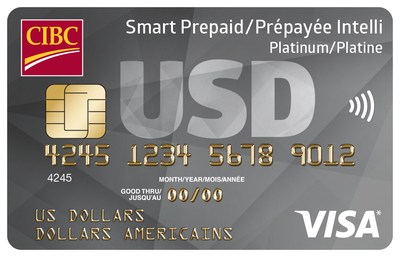 CIBC
Smart Prepaid/Prépayée Intelli
Platinum/Platine
USD
4245 1234 5678 9012
4245
MONTH/YEAR/MOIS/ANNÉE
GOOD THRU/
JUSQU'AU
00/00
US DOLLARS
DOLLARS AMERICAINS
VISA*